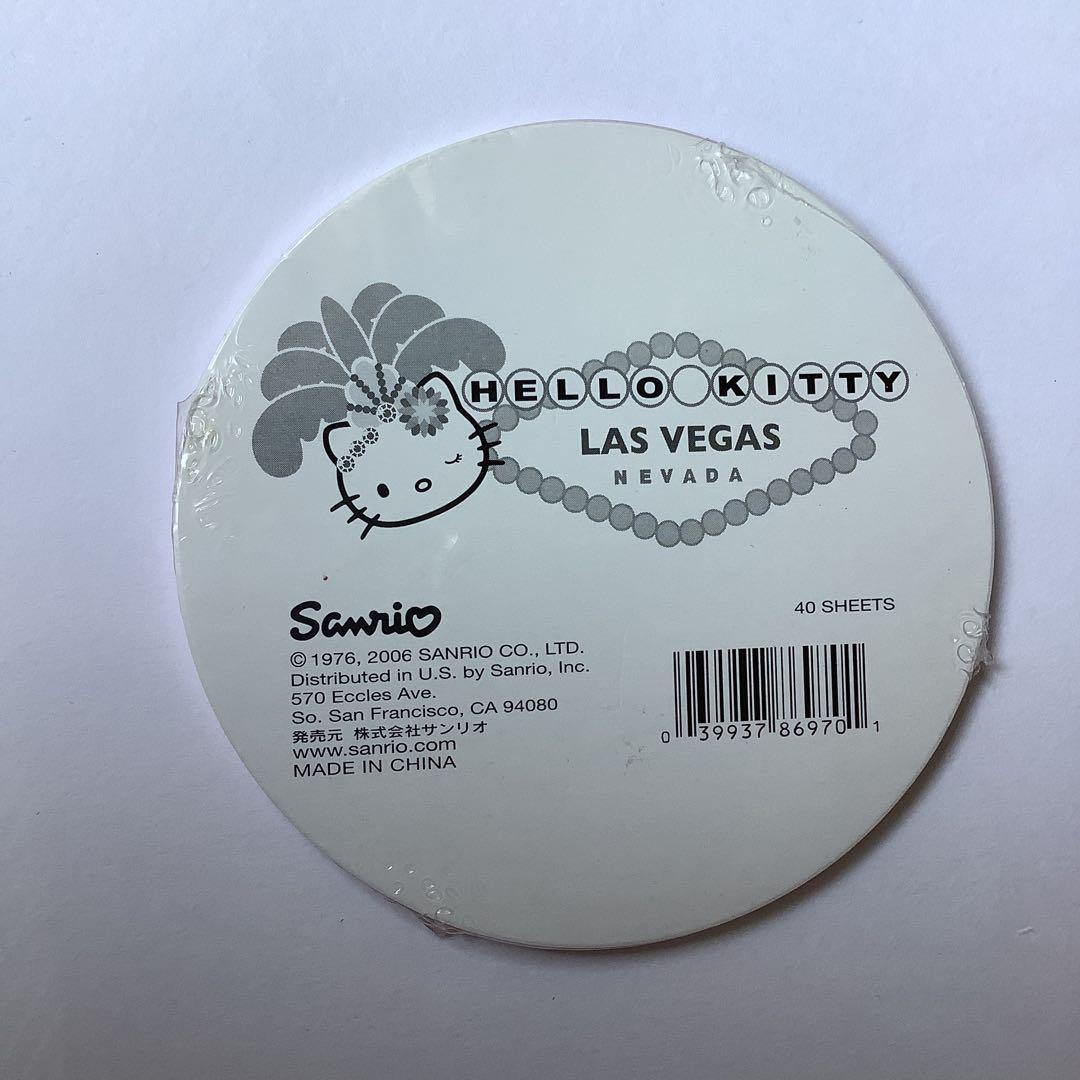 HELLO KITTY
LAS VEGAS
NEVADA
40 SHEETS
Sanrio
© 1976, 2006 SANRIO CO., LTD.
Distributed in U.S. by Sanrio, Inc.
570 Eccles Ave.
So. San Francisco, CA 94080
発売元 株式会社サンリオ
www.sanrio.com
MADE IN CHINA
0 39937 86970 1